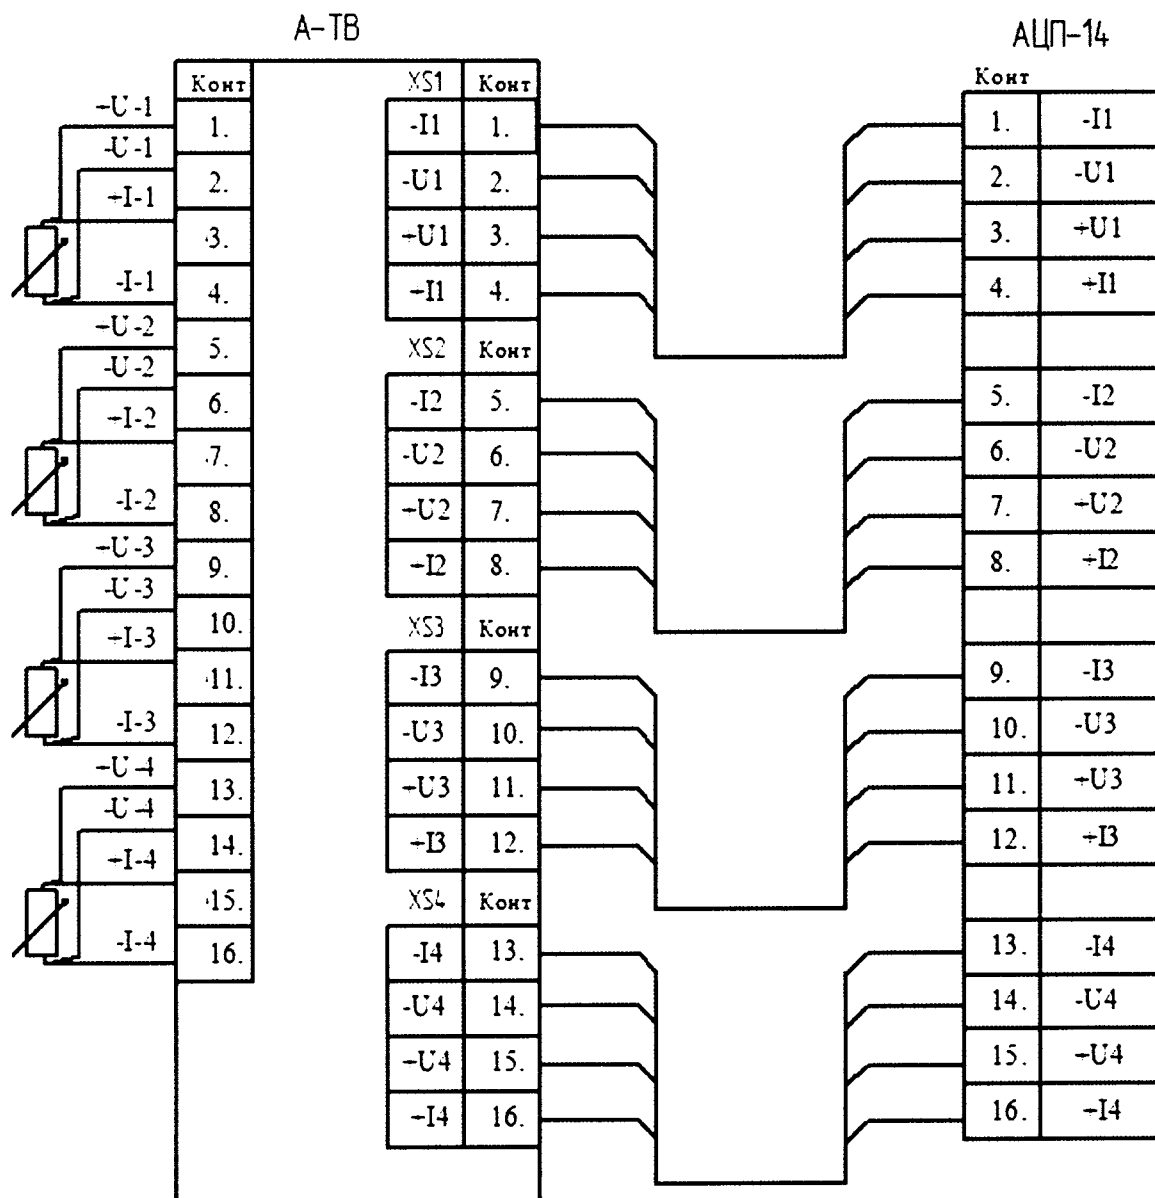 А-ТВ
АЦП-14
Конт
+U-1
1.
-U-1
2.
+I-1
3.
-I-1
4.
+U-2
5.
-U-2
6.
+I-2
7.
-I-2
8.
+U-3
9.
-U-3
10.
+I-3
11.
-I-3
12.
+U-4
13.
-U-4
14.
+I-4
15.
-I-4
16.
XS1 Конт
-I1 1.
-U1 2.
+U1 3.
+I1 4.
XS2 Конт
-I2 5.
-U2 6.
+U2 7.
+I2 8.
XS3 Конт
-I3 9.
-U3 10.
+U3 11.
+I3 12.
XS4 Конт
-I4 13.
-U4 14.
+U4 15.
+I4 16.
Конт
1. -I1
2. -U1
3. +U1
4. +I1
5. -I2
6. -U2
7. +U2
8. +I2
9. -I3
10. -U3
11. +U3
12. +I3
13. -I4
14. -U4
15. +U4
16. +I4